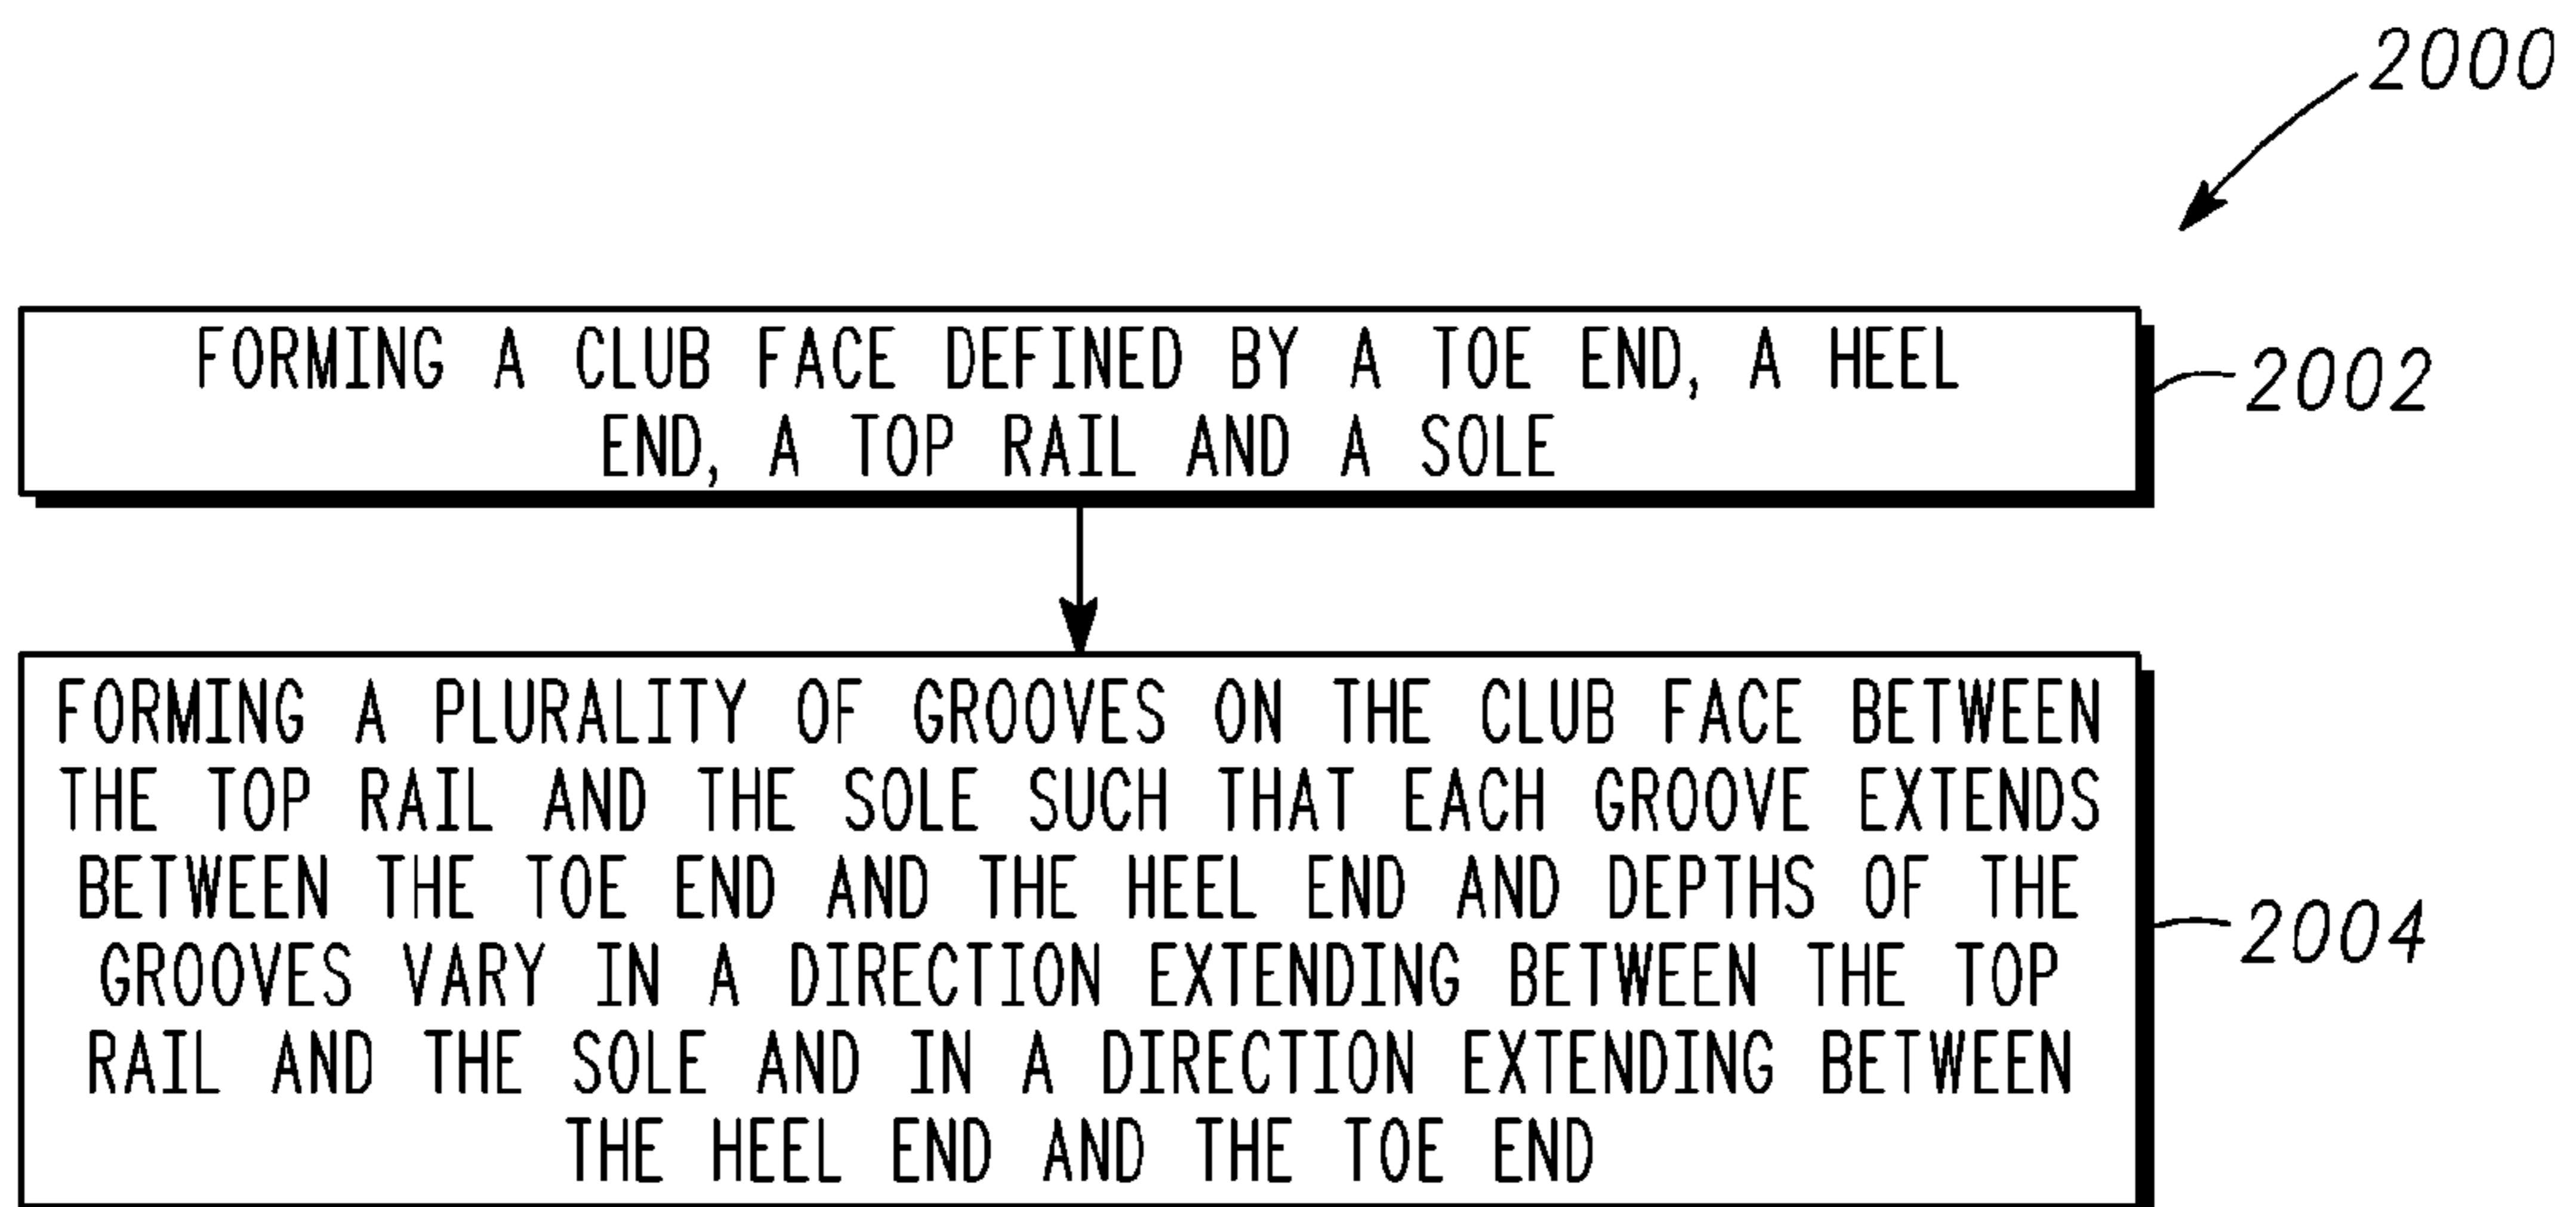 2000
FORMING A CLUB FACE DEFINED BY A TOE END, A HEEL
END, A TOP RAIL AND A SOLE
2002
FORMING A PLURALITY OF GROOVES ON THE CLUB FACE BETWEEN
THE TOP RAIL AND THE SOLE SUCH THAT EACH GROOVE EXTENDS
BETWEEN THE TOE END AND THE HEEL END AND DEPTHS OF THE
GROOVES VARY IN A DIRECTION EXTENDING BETWEEN THE TOP
RAIL AND THE SOLE AND IN A DIRECTION EXTENDING BETWEEN
THE HEEL END AND THE TOE END
2004